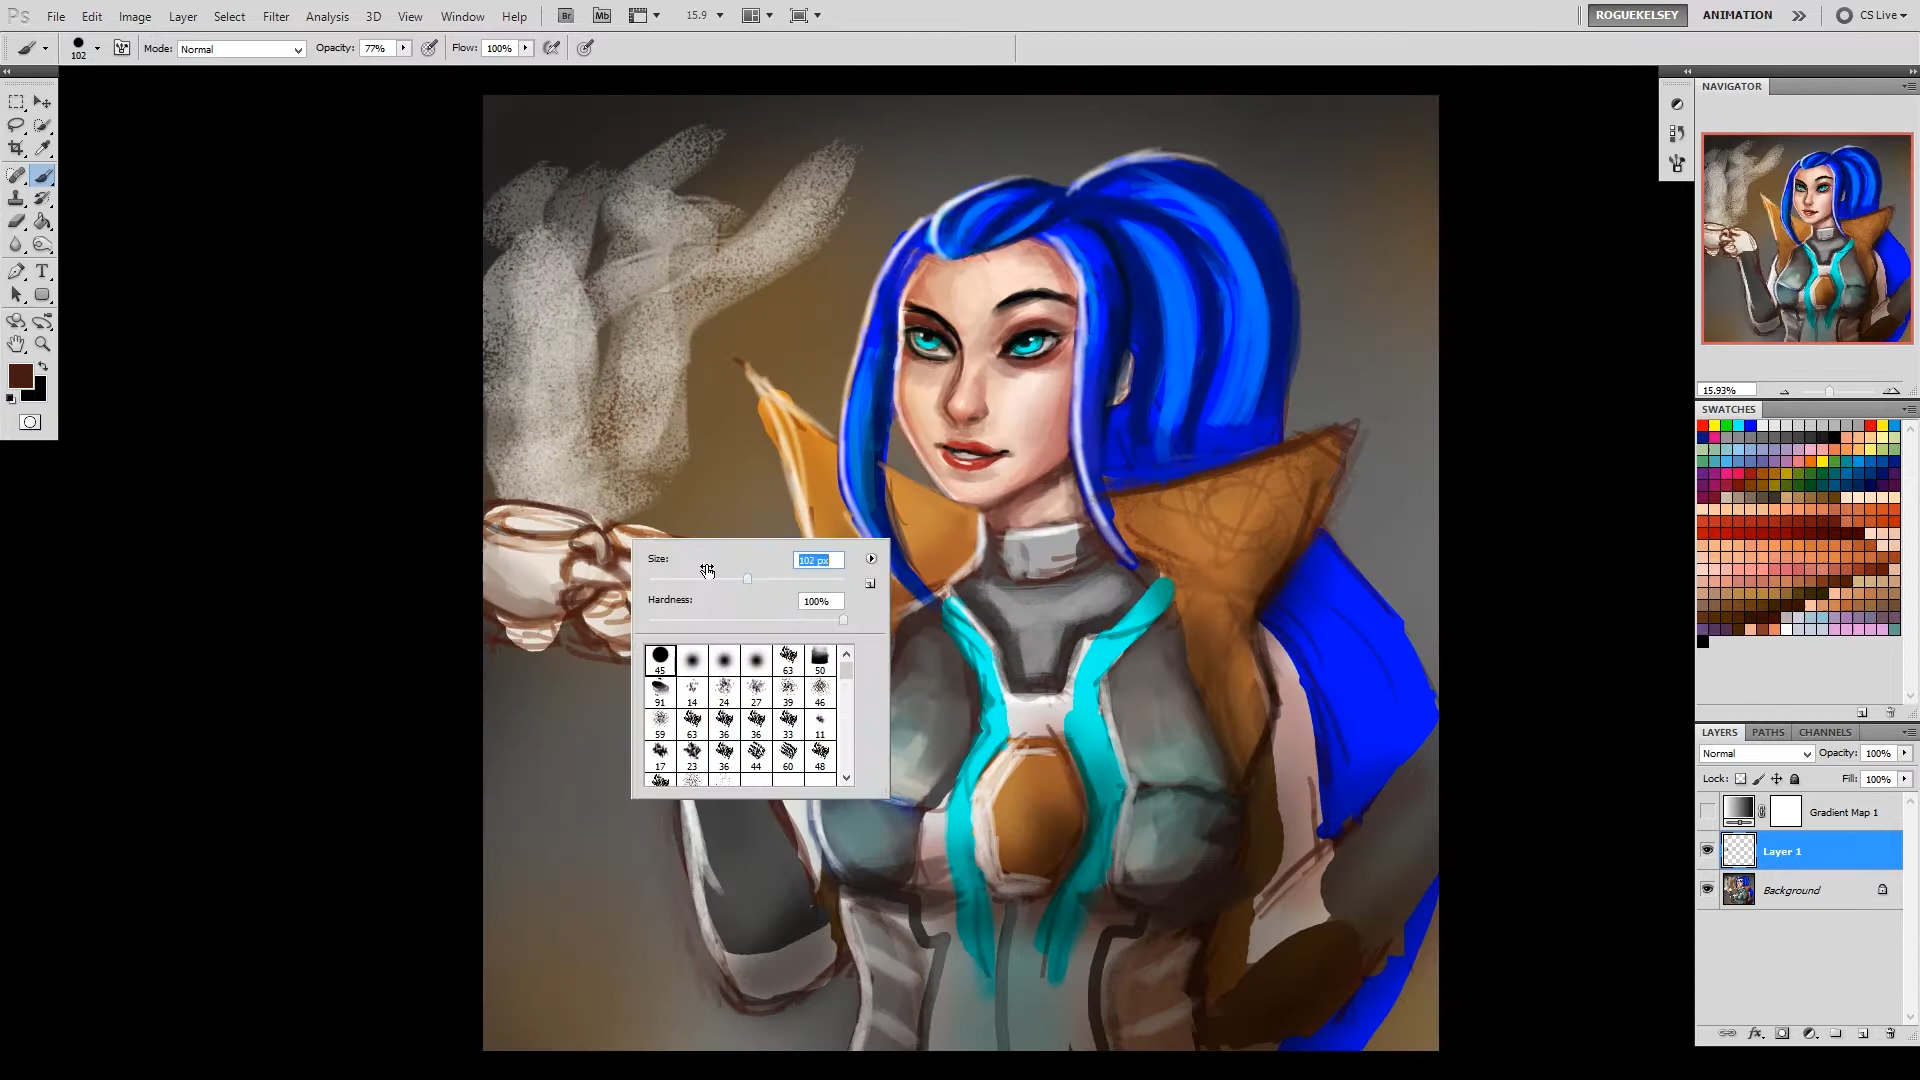 Ps File Edit Image Layer Select Filter Analysis 3D View Window Help Br Mb 15.9 ROGUEKELSEY ANIMATION CS Live
102 Mode: Normal Opacity: 77% Flow: 100%
NAVIGATOR
15.93%
SWATCHES
Size: 102 px
Hardness: 100%
45 63 50
91 14 24 27 39 46
59 63 36 36 33 11
17 23 36 44 60 48
LAYERS PATHS CHANNELS
Normal Opacity: 100%
Lock: Fill: 100%
Gradient Map 1
Layer 1
Background